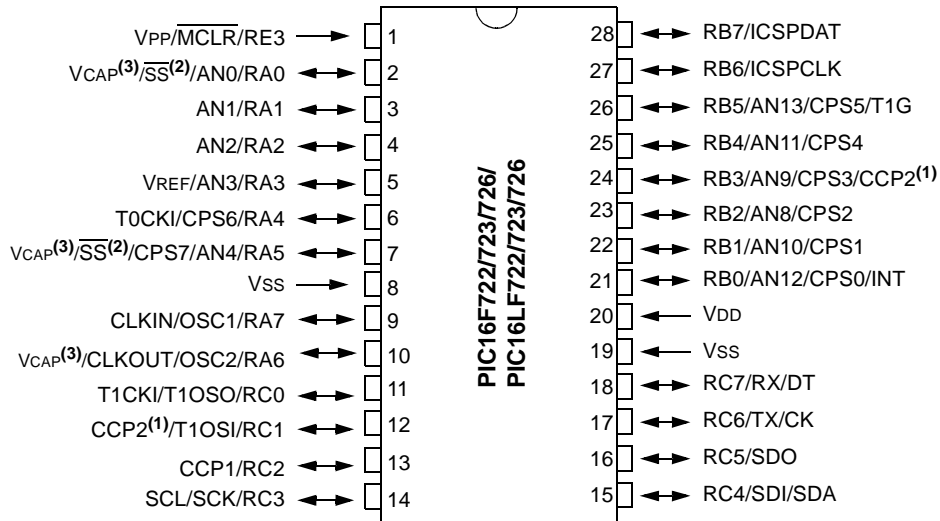 VPP/MCLR/RE3 1
VCAP(3)/SS(2)/AN0/RA0 2
AN1/RA1 3
AN2/RA2 4
VREF/AN3/RA3 5
T0CKI/CPS6/RA4 6
VCAP(3)/SS(2)/CPS7/AN4/RA5 7
VSS 8
CLKIN/OSC1/RA7 9
VCAP(3)/CLKOUT/OSC2/RA6 10
T1CKI/T1OSO/RC0 11
CCP2(1)/T1OSI/RC1 12
CCP1/RC2 13
SCL/SCK/RC3 14
PIC16F722/723/726/
PIC16LF722/723/726
28 RB7/ICSPDAT
27 RB6/ICSPCLK
26 RB5/AN13/CPS5/T1G
25 RB4/AN11/CPS4
24 RB3/AN9/CPS3/CCP2(1)
23 RB2/AN8/CPS2
22 RB1/AN10/CPS1
21 RB0/AN12/CPS0/INT
20 VDD
19 VSS
18 RC7/RX/DT
17 RC6/TX/CK
16 RC5/SDO
15 RC4/SDI/SDA